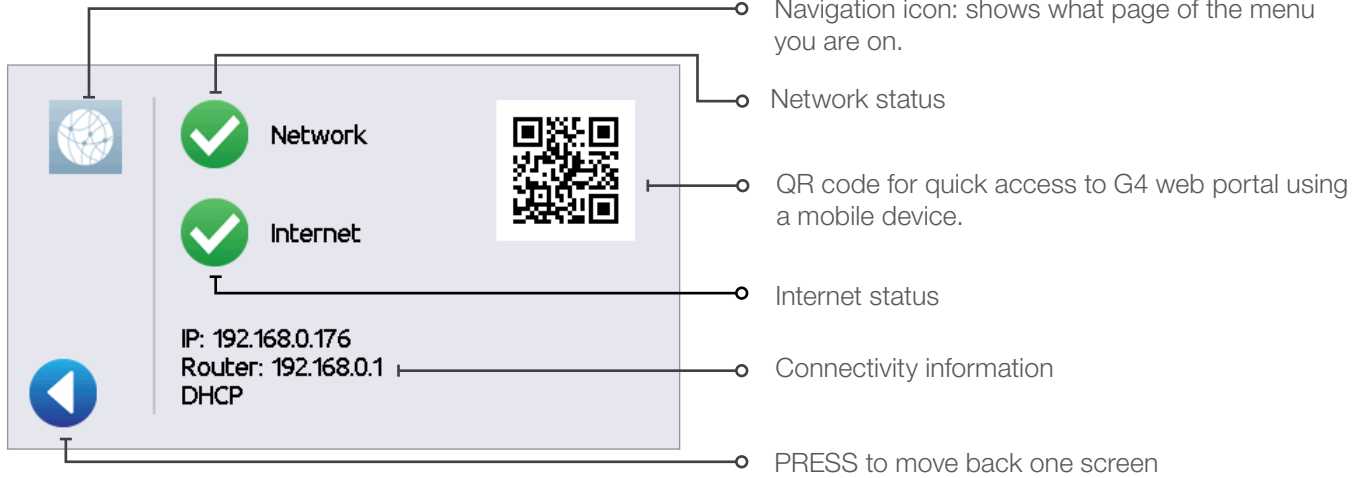 Navigation icon: shows what page of the menu
you are on.
Network status
Network
QR code for quick access to G4 web portal using
a mobile device.
Internet
Internet status
IP: 192.168.0.176
Router: 192.168.0.1
DHCP
Connectivity information
PRESS to move back one screen